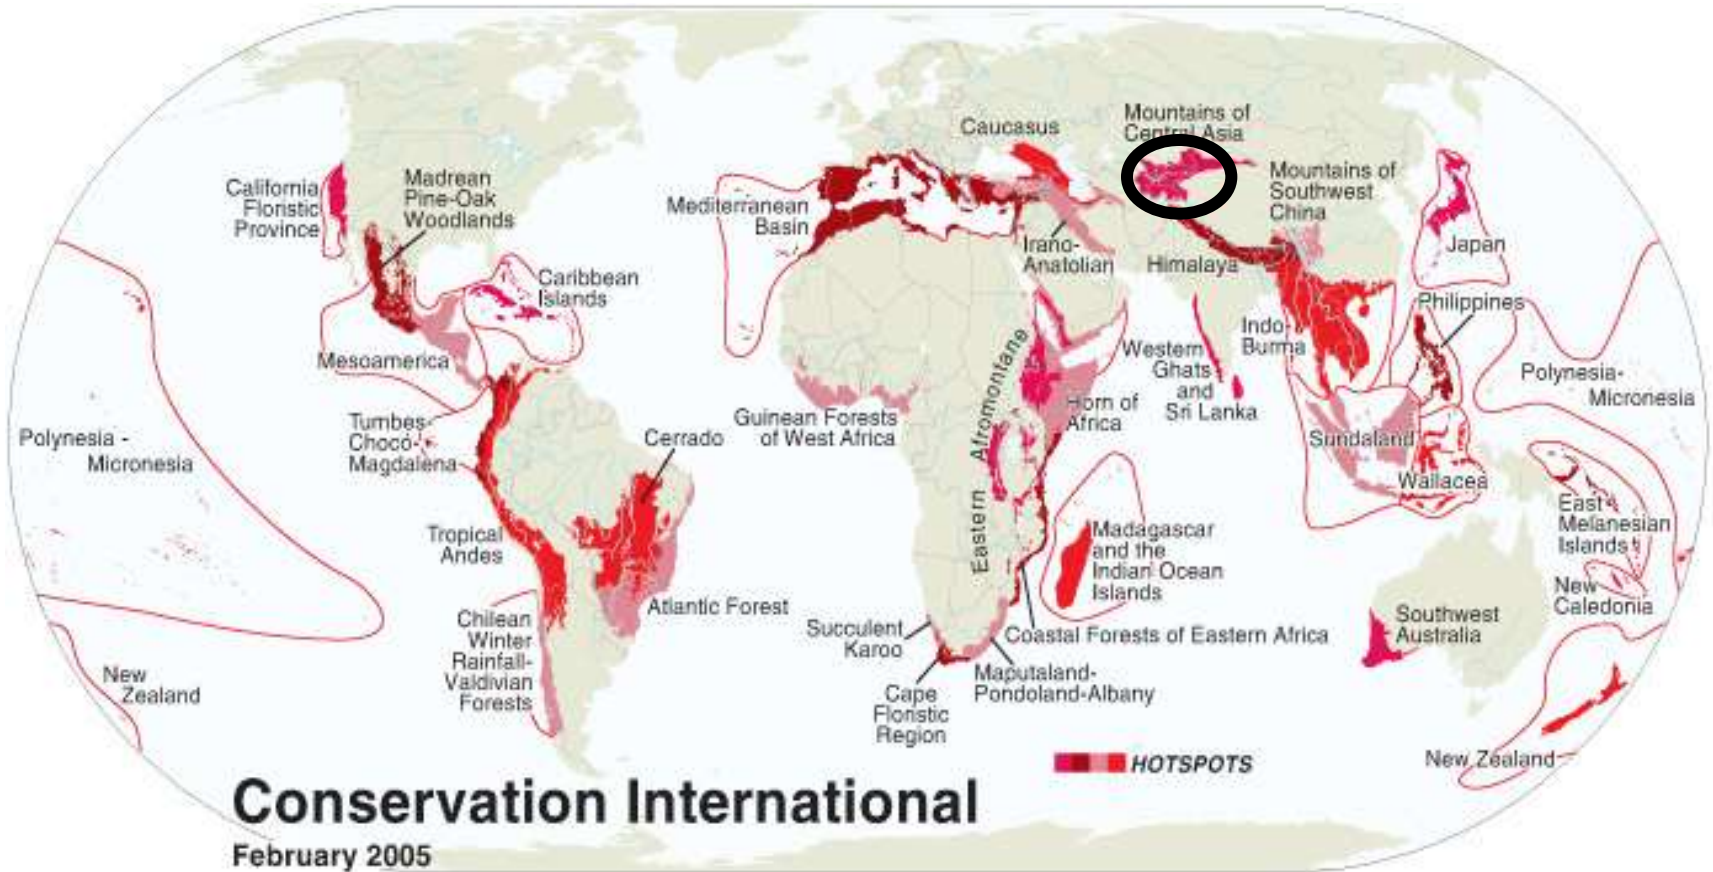 Mountains of
Central Asia
Caucasus
California
Floristic
Province
Madrean
Pine-Oak
Woodlands
Mediterranean
Basin
Mountains of
Southwest
China
Irano-
Anatolian
Himalaya
Japan
Caribbean
Islands
Philippines
Indo-
Burma
Western
Ghats
and
Sri Lanka
Mesoamerica
Polynesia-
Micronesia
Guinean Forests
of West Africa
Horn of
Africa
Eastern Afromontane
Tumbes-
Chocó-
Magdalena
Cerrado
Polynesia -
Micronesia
Sundaland
Wallacea
East
Melanesian
Islands
Tropical
Andes
Madagascar
and the
Indian Ocean
Islands
New
Caledonia
Atlantic Forest
Chilean
Winter
Rainfall-
Valdivian
Forests
Succulent
Karoo
Coastal Forests of Eastern Africa
Southwest
Australia
Maputaland-
Pondoland-Albany
Cape
Floristic
Region
New
Zealand
New Zealand
HOTSPOTS
Conservation International
February 2005